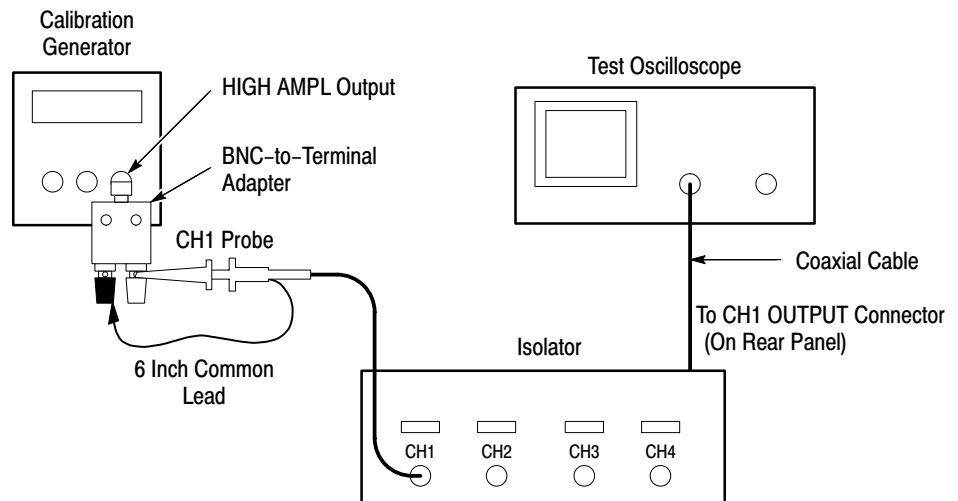 Calibration
Generator
HIGH AMPL Output
BNC−to−Terminal
Adapter
CH1 Probe
6 Inch Common
Lead
Test Oscilloscope
Coaxial Cable
To CH1 OUTPUT Connector
(On Rear Panel)
Isolator
CH1 CH2 CH3 CH4